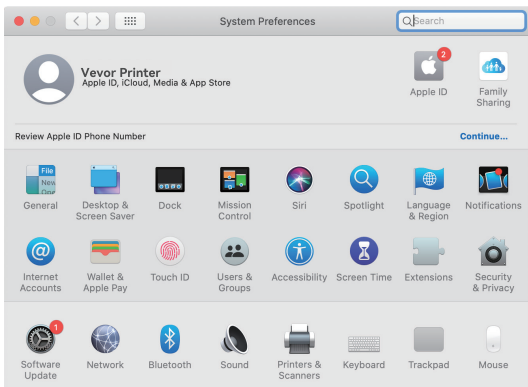 System Preferences
Search
Vevor Printer
Apple ID, iCloud, Media & App Store
2
Apple ID
Family
Sharing
Review Apple ID Phone Number
Continue...
File
New
General
Desktop &
Screen Saver
Dock
Mission
Control
Siri
Spotlight
Language
& Region
Notifications
@
Internet
Accounts
Wallet &
Apple Pay
Touch ID
Users &
Groups
Accessibility
Screen Time
Extensions
Security
& Privacy
1
Software
Update
Network
Bluetooth
Sound
Printers &
Scanners
Keyboard
Trackpad
Mouse